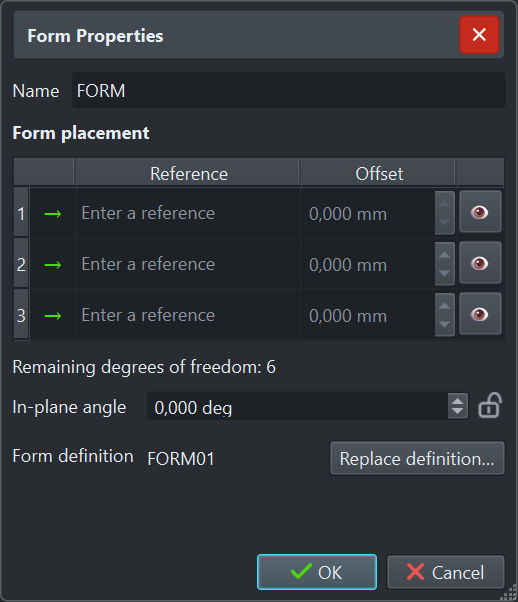 Form Properties
Name FORM
Form placement
Reference Offset
1 → Enter a reference 0,000 mm
2 → Enter a reference 0,000 mm
3 → Enter a reference 0,000 mm
Remaining degrees of freedom: 6
In-plane angle 0,000 deg
Form definition FORM01 Replace definition...
OK Cancel